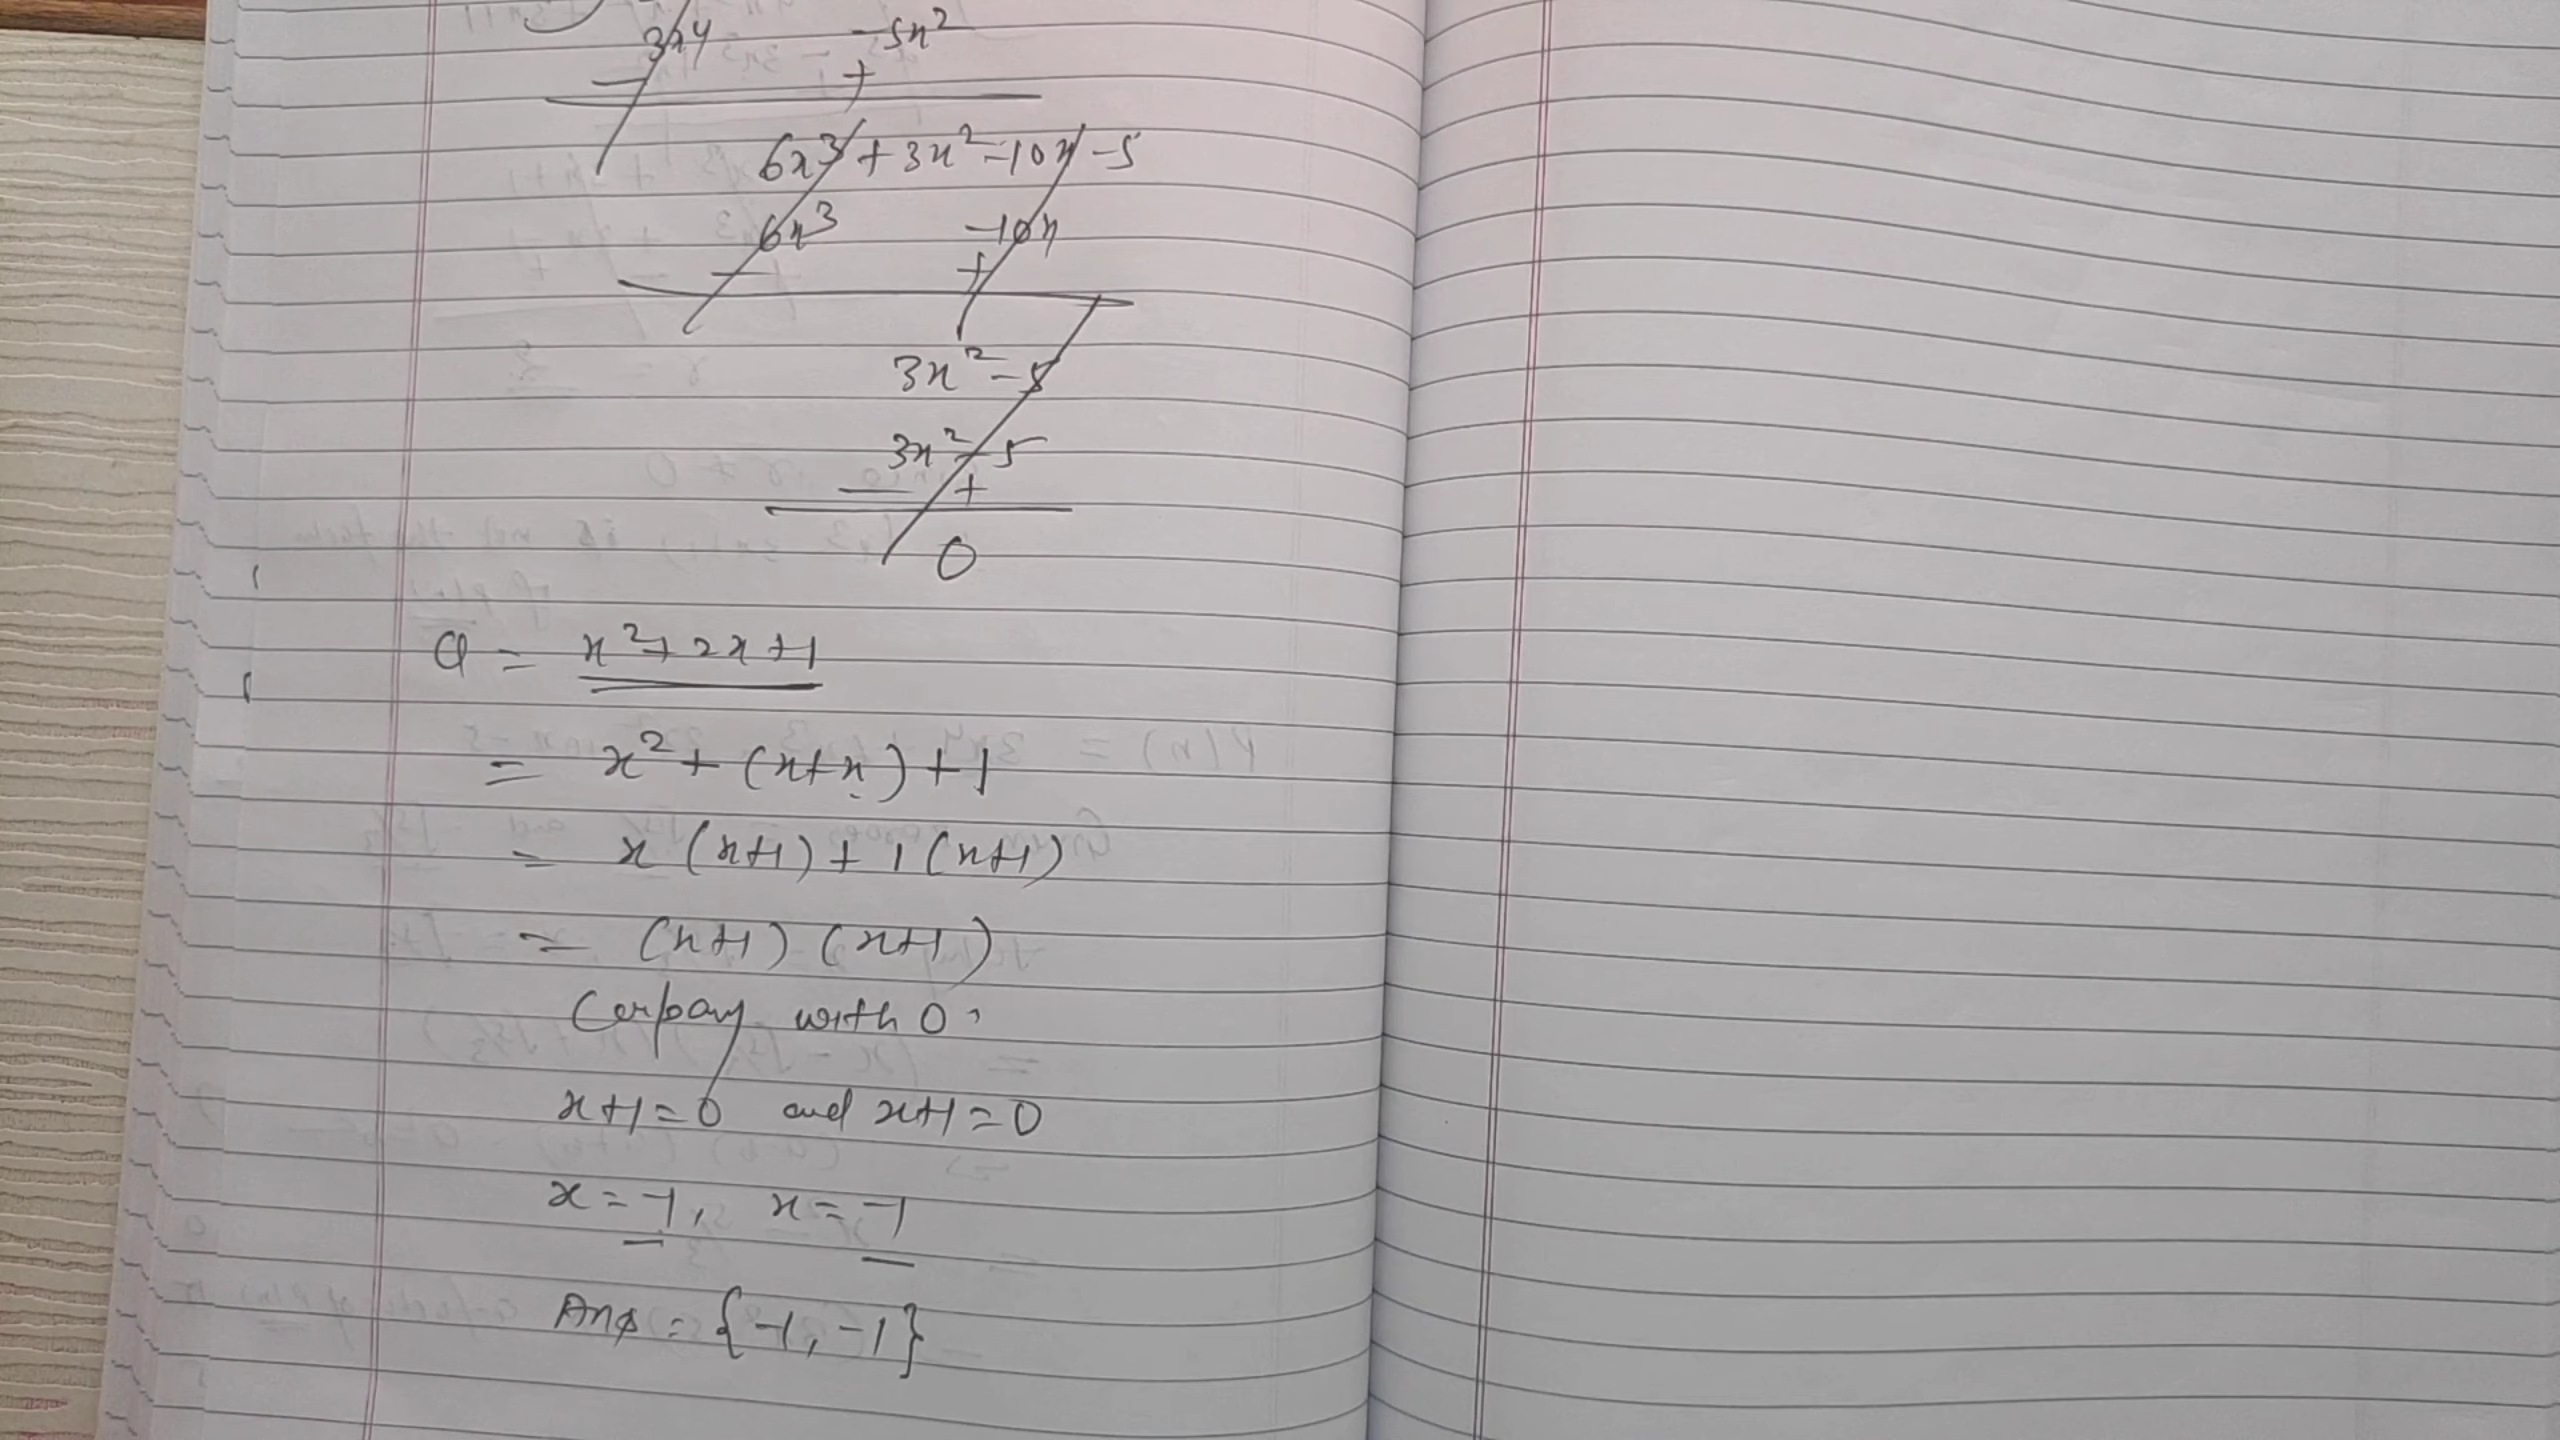 3x⁴ -5x²
- +
6x³ + 3x² - 10x - 5
6x³ -10x
- +
3x² - 5
3x² - 5
- +
0
Q = x² + 2x + 1
= x² + (x+x) + 1
= x (x+1) + 1 (x+1)
= (x+1) (x+1)
with 0,
x+1=0 and x+1=0
x = -1, x = -1
Ans = {-1, -1}